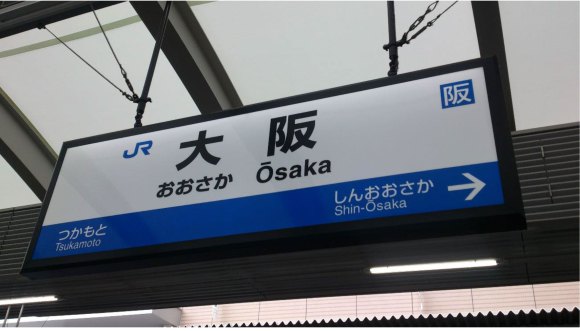 阪
JR 大阪
おおさか Ōsaka
つかもと しんおおさか →
Tsukamoto Shin-Ōsaka